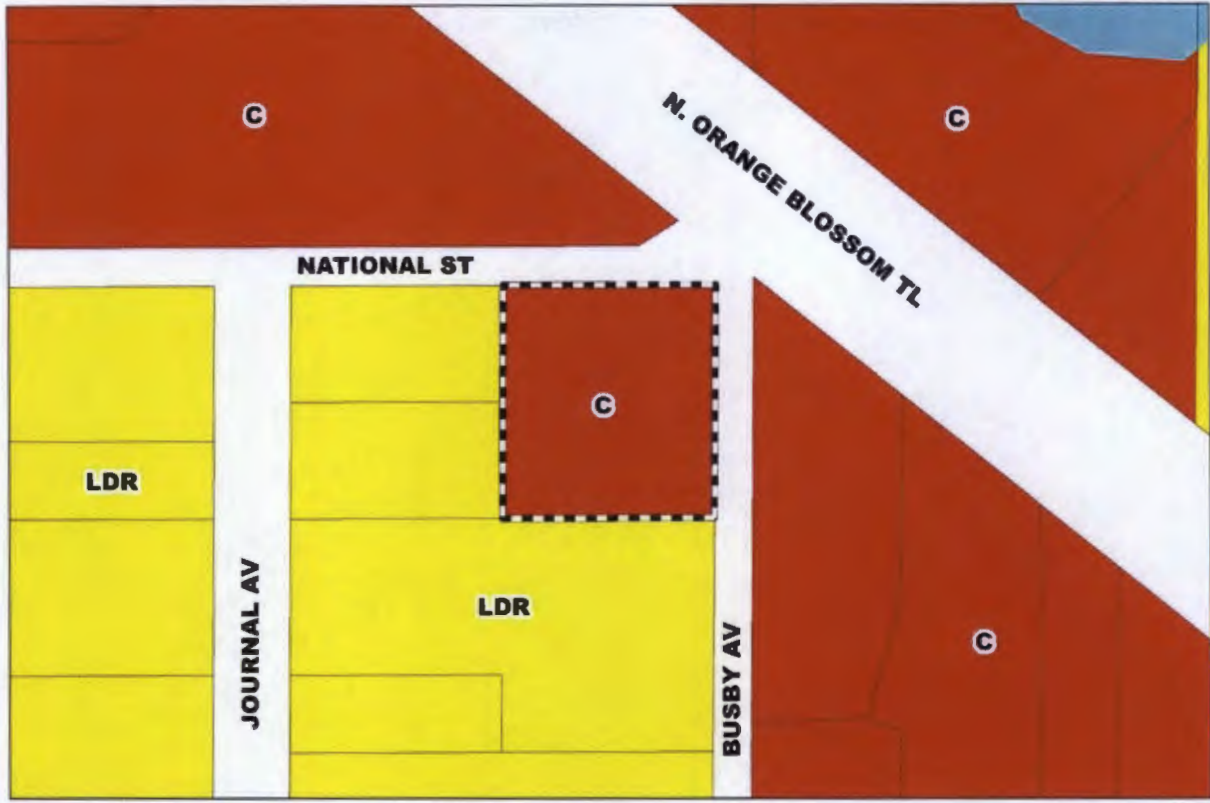 C
C
N. ORANGE BLOSSOM TL
NATIONAL ST
C
LDR
LDR
JOURNAL AV
BUSBY AV
C